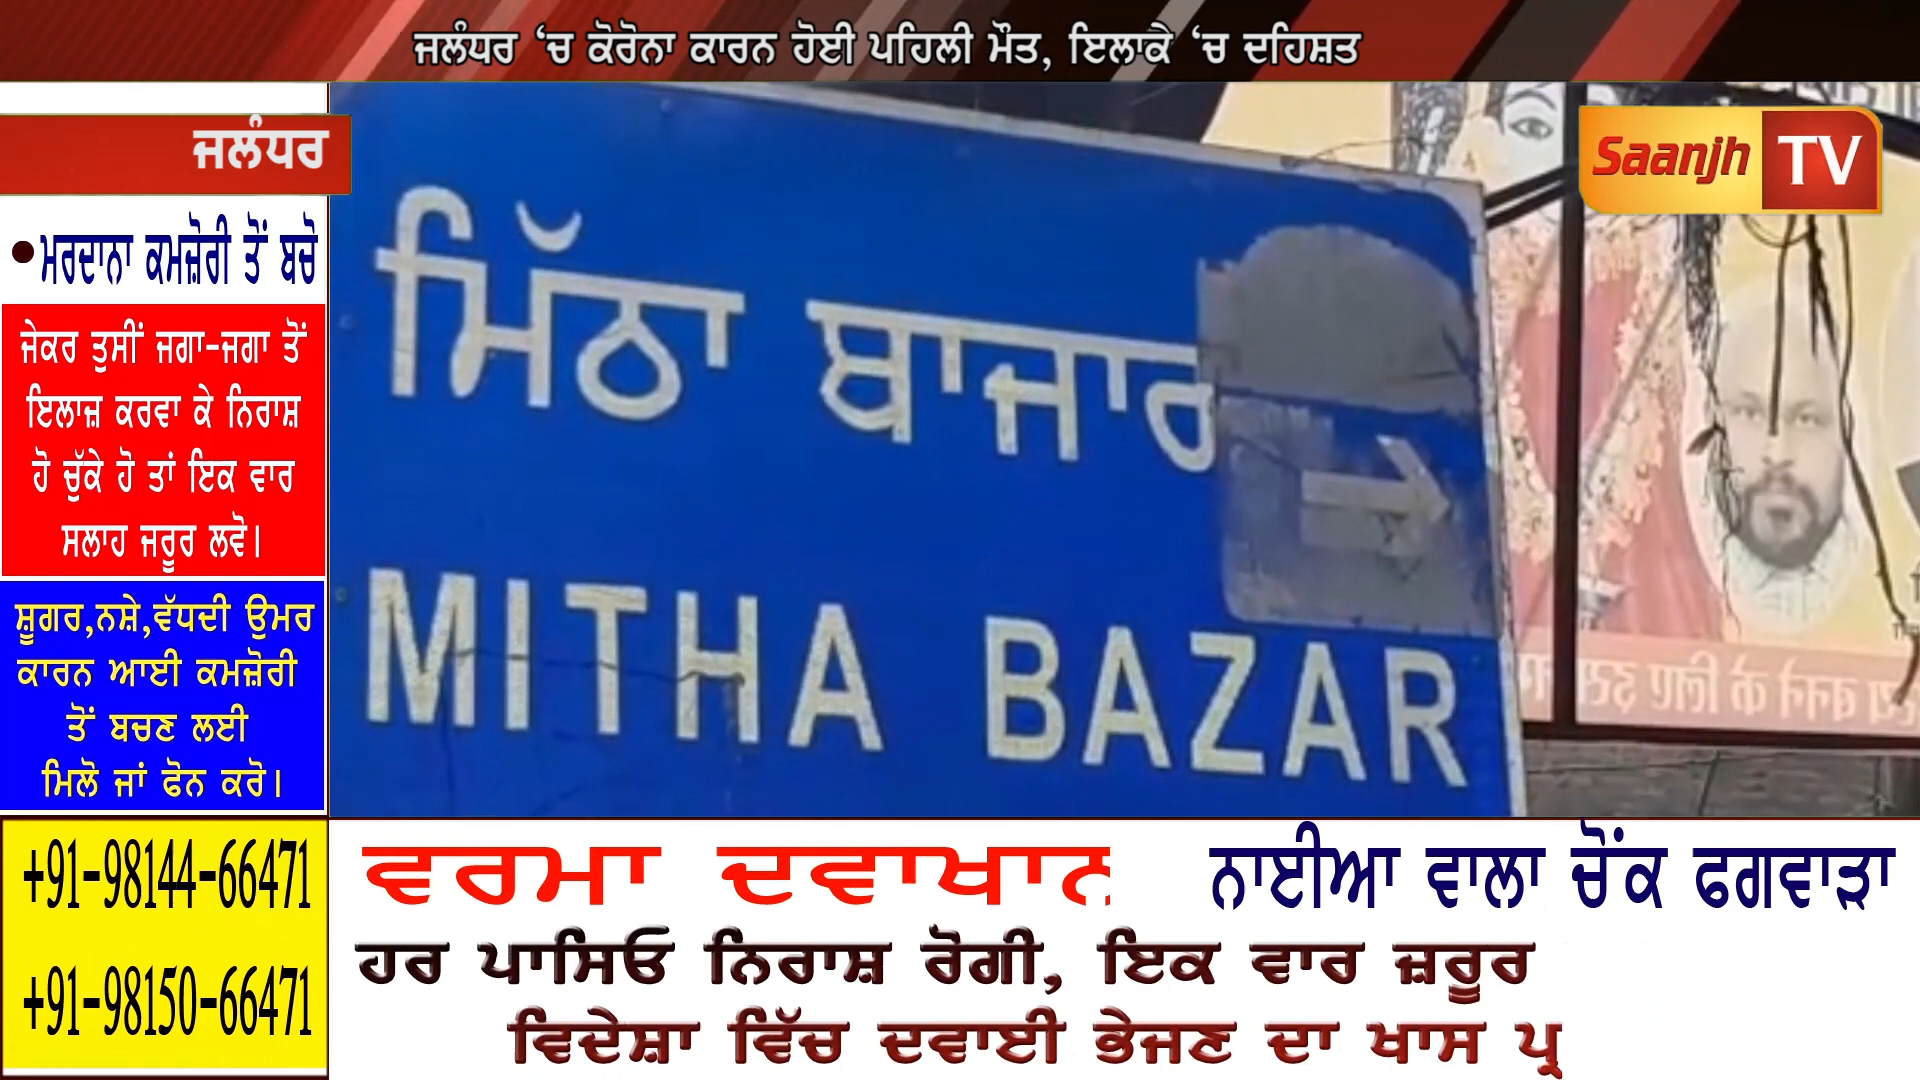 ਜਲੰਧਰ ‘ਚ ਕੋਰੋਨਾ ਕਾਰਨ ਹੋਈ ਪਹਿਲੀ ਮੌਤ, ਇਲਾਕੇ ‘ਚ ਦਹਿਸ਼ਤ
Saanjh TV
ਜਲੰਧਰ
•ਮਰਦਾਨਾ ਕਮਜ਼ੋਰੀ ਤੋਂ ਬਚੋ
ਜੇਕਰ ਤੁਸੀਂ ਜਗਾ-ਜਗਾ ਤੋਂ
ਇਲਾਜ਼ ਕਰਵਾ ਕੇ ਨਿਰਾਸ਼
ਹੋ ਚੁੱਕੇ ਹੋ ਤਾਂ ਇਕ ਵਾਰ
ਸਲਾਹ ਜਰੂਰ ਲਵੋ।
ਸ਼ੂਗਰ,ਨਸ਼ੇ,ਵੱਧਦੀ ਉਮਰ
ਕਾਰਨ ਆਈ ਕਮਜ਼ੋਰੀ
ਤੋਂ ਬਚਣ ਲਈ
ਮਿਲੋ ਜਾਂ ਫੋਨ ਕਰੋ।
+91-98144-66471
+91-98150-66471
ਮਿੱਠਾ ਬਾਜਾਰ
MITHA BAZAR
ਵਰਮਾ ਦਵਾਖਾਨ
ਨਾਈਆ ਵਾਲਾ ਚੋਂਕ ਫਗਵਾੜਾ
ਹਰ ਪਾਸਿਓ ਨਿਰਾਸ਼ ਰੋਗੀ, ਇਕ ਵਾਰ ਜ਼ਰੂਰ
ਵਿਦੇਸ਼ਾ ਵਿੱਚ ਦਵਾਈ ਭੇਜਣ ਦਾ ਖਾਸ ਪ੍ਰ